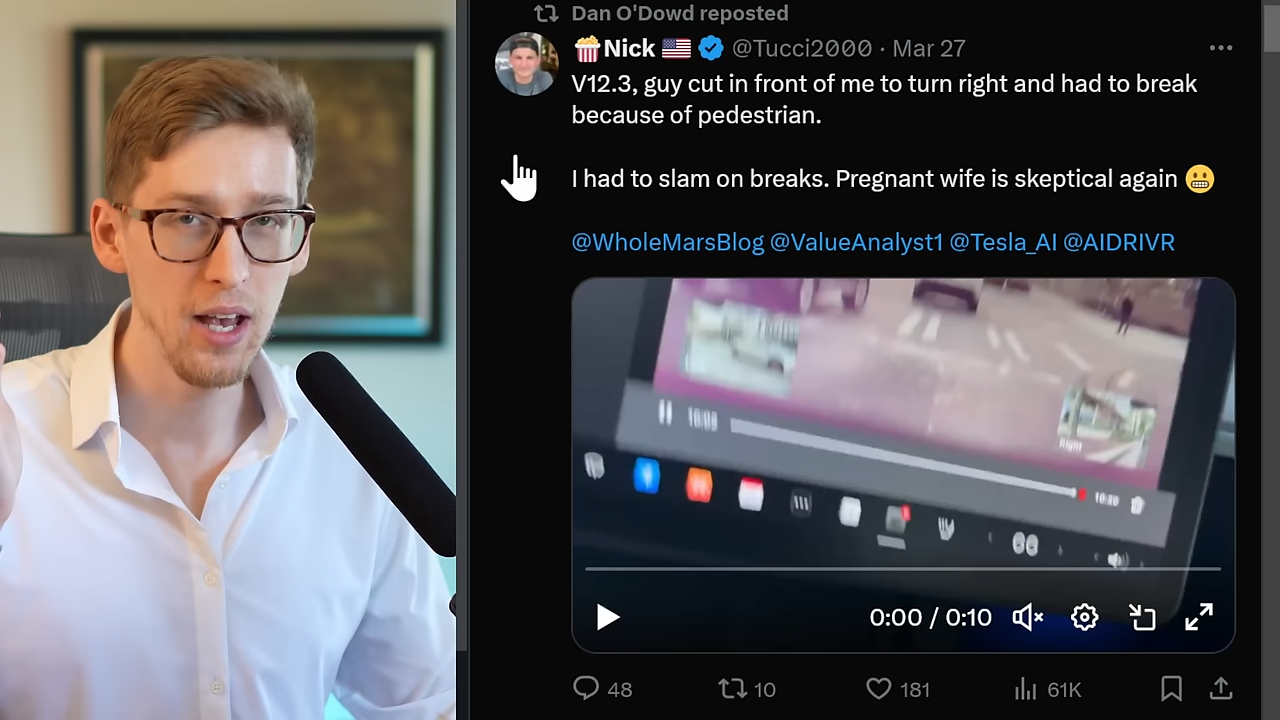 Dan O'Dowd reposted
🍿Nick 🇺🇸 @Tucci2000 · Mar 27
V12.3, guy cut in front of me to turn right and had to break
because of pedestrian.
I had to slam on breaks. Pregnant wife is skeptical again 😬
@WholeMarsBlog @ValueAnalyst1 @Tesla_AI @AIDRIVR
Right
0:00 / 0:10
48
10
181
61K